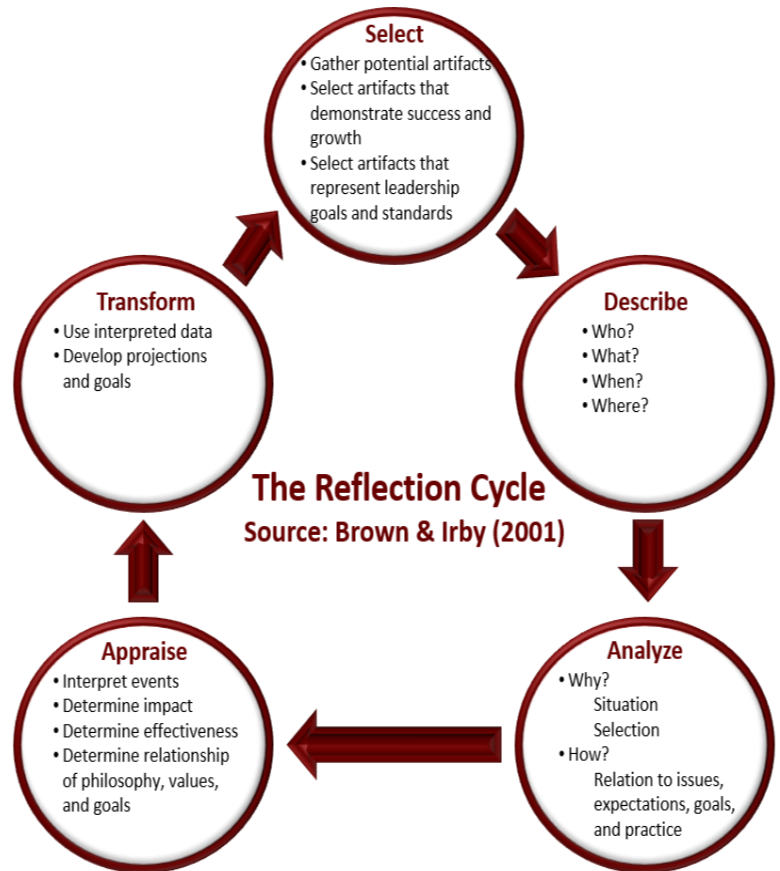 Select
• Gather potential artifacts
• Select artifacts that
demonstrate success and
growth
• Select artifacts that
represent leadership
goals and standards
Describe
• Who?
• What?
• When?
• Where?
Analyze
• Why?
Situation
Selection
• How?
Relation to issues,
expectations, goals,
and practice
Appraise
• Interpret events
• Determine impact
• Determine effectiveness
• Determine relationship
of philosophy, values,
and goals
Transform
• Use interpreted data
• Develop projections
and goals
The Reflection Cycle
Source: Brown & Irby (2001)